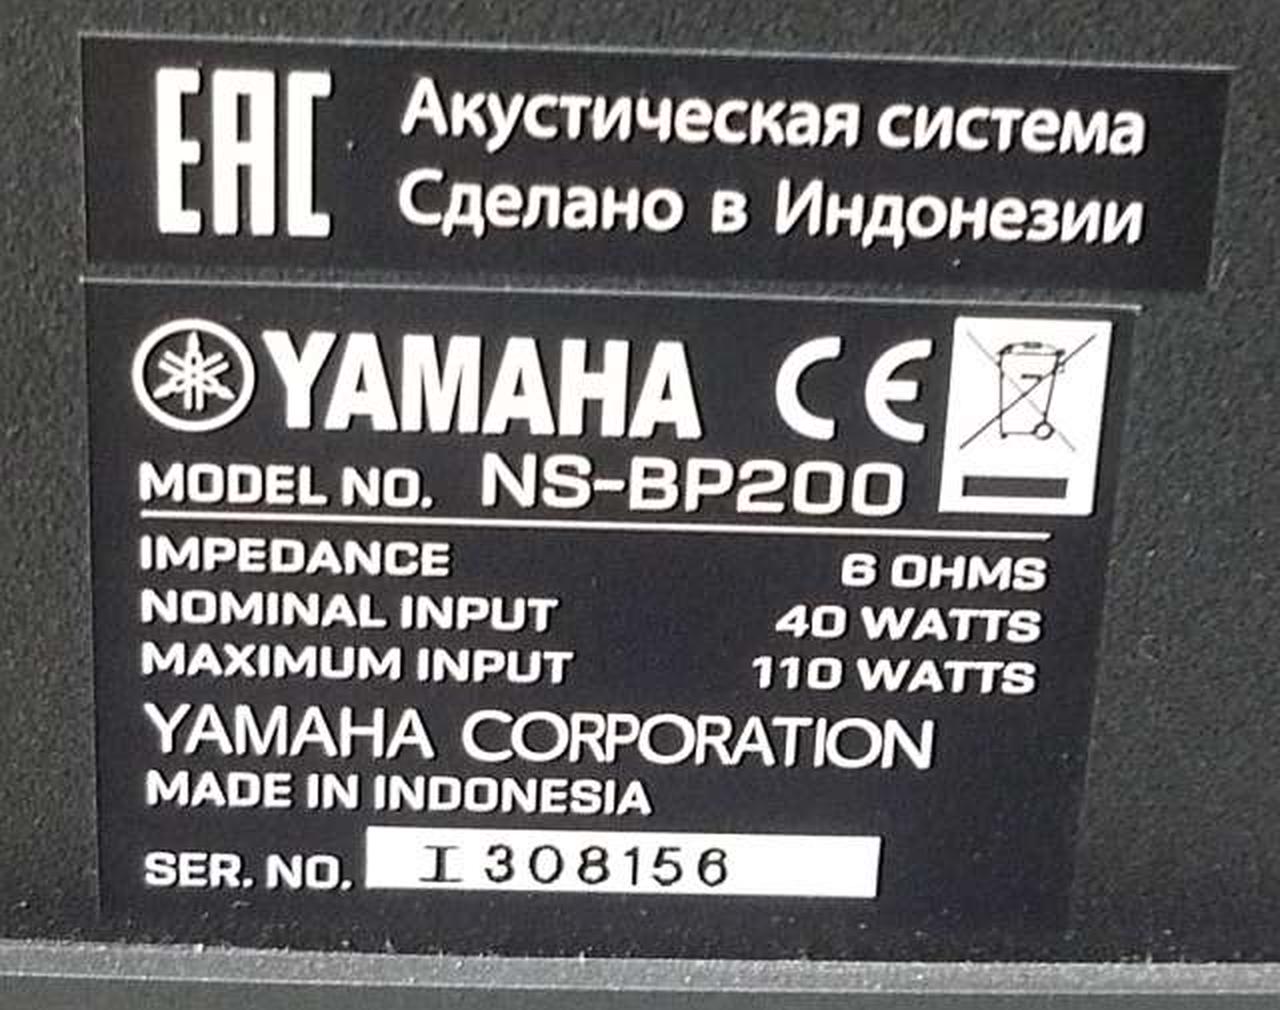 EAC
Акустическая система
Сделано в Индонезии
YAMAHA CE
MODEL NO. NS-BP200
IMPEDANCE 6 OHMS
NOMINAL INPUT 40 WATTS
MAXIMUM INPUT 110 WATTS
YAMAHA CORPORATION
MADE IN INDONESIA
SER. NO. I 308156